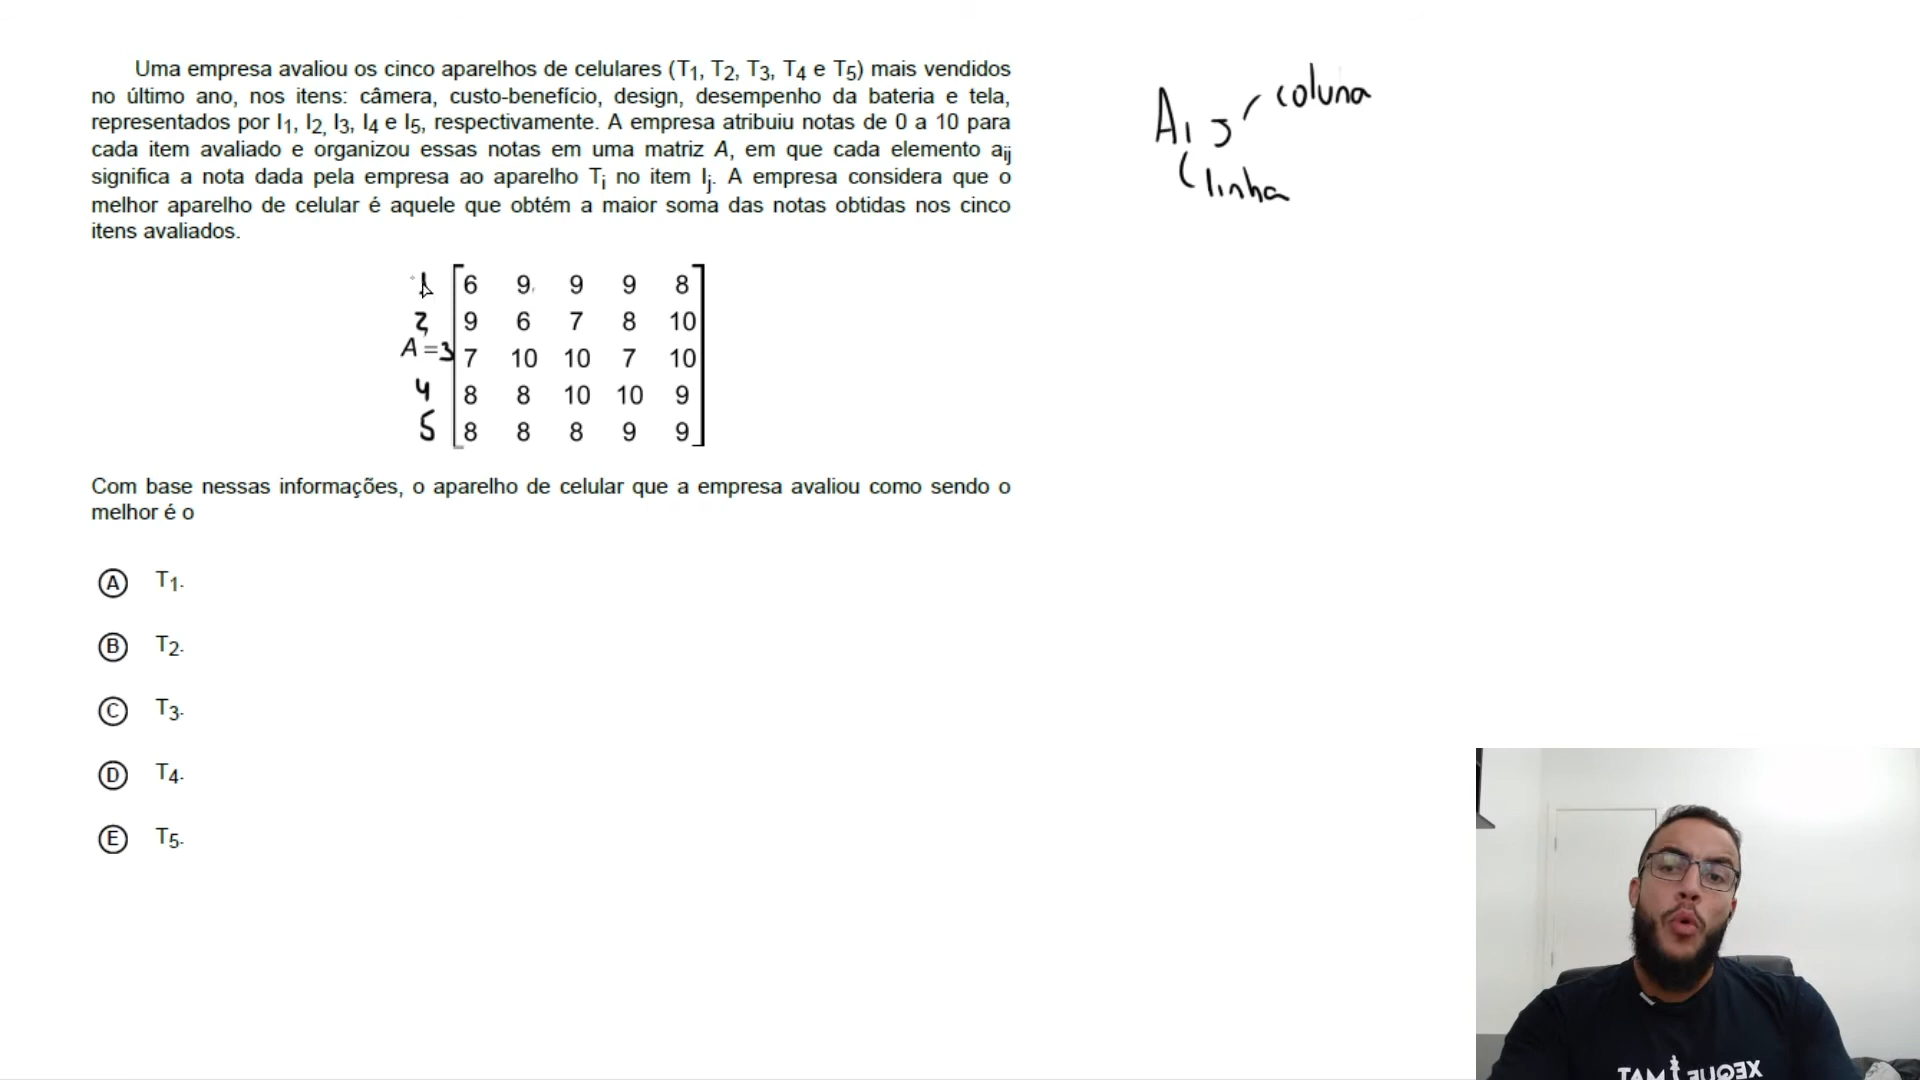 Uma empresa avaliou os cinco aparelhos de celulares (T1, T2, T3, T4 e T5) mais vendidos
no último ano, nos itens: câmera, custo-benefício, design, desempenho da bateria e tela,
representados por I1, I2, I3, I4 e I5, respectivamente. A empresa atribuiu notas de 0 a 10 para
cada item avaliado e organizou essas notas em uma matriz A, em que cada elemento aij
significa a nota dada pela empresa ao aparelho Ti no item Ij. A empresa considera que o
melhor aparelho de celular é aquele que obtém a maior soma das notas obtidas nos cinco
itens avaliados.
1 6 9 9 9 8
2 9 6 7 8 10
A = 3 7 10 10 7 10
4 8 8 10 10 9
5 8 8 8 9 9
Com base nessas informações, o aparelho de celular que a empresa avaliou como sendo o
melhor é o
A T1.
B T2.
C T3.
D T4.
E T5.
coluna
A i j
linha
XEQUE MAT